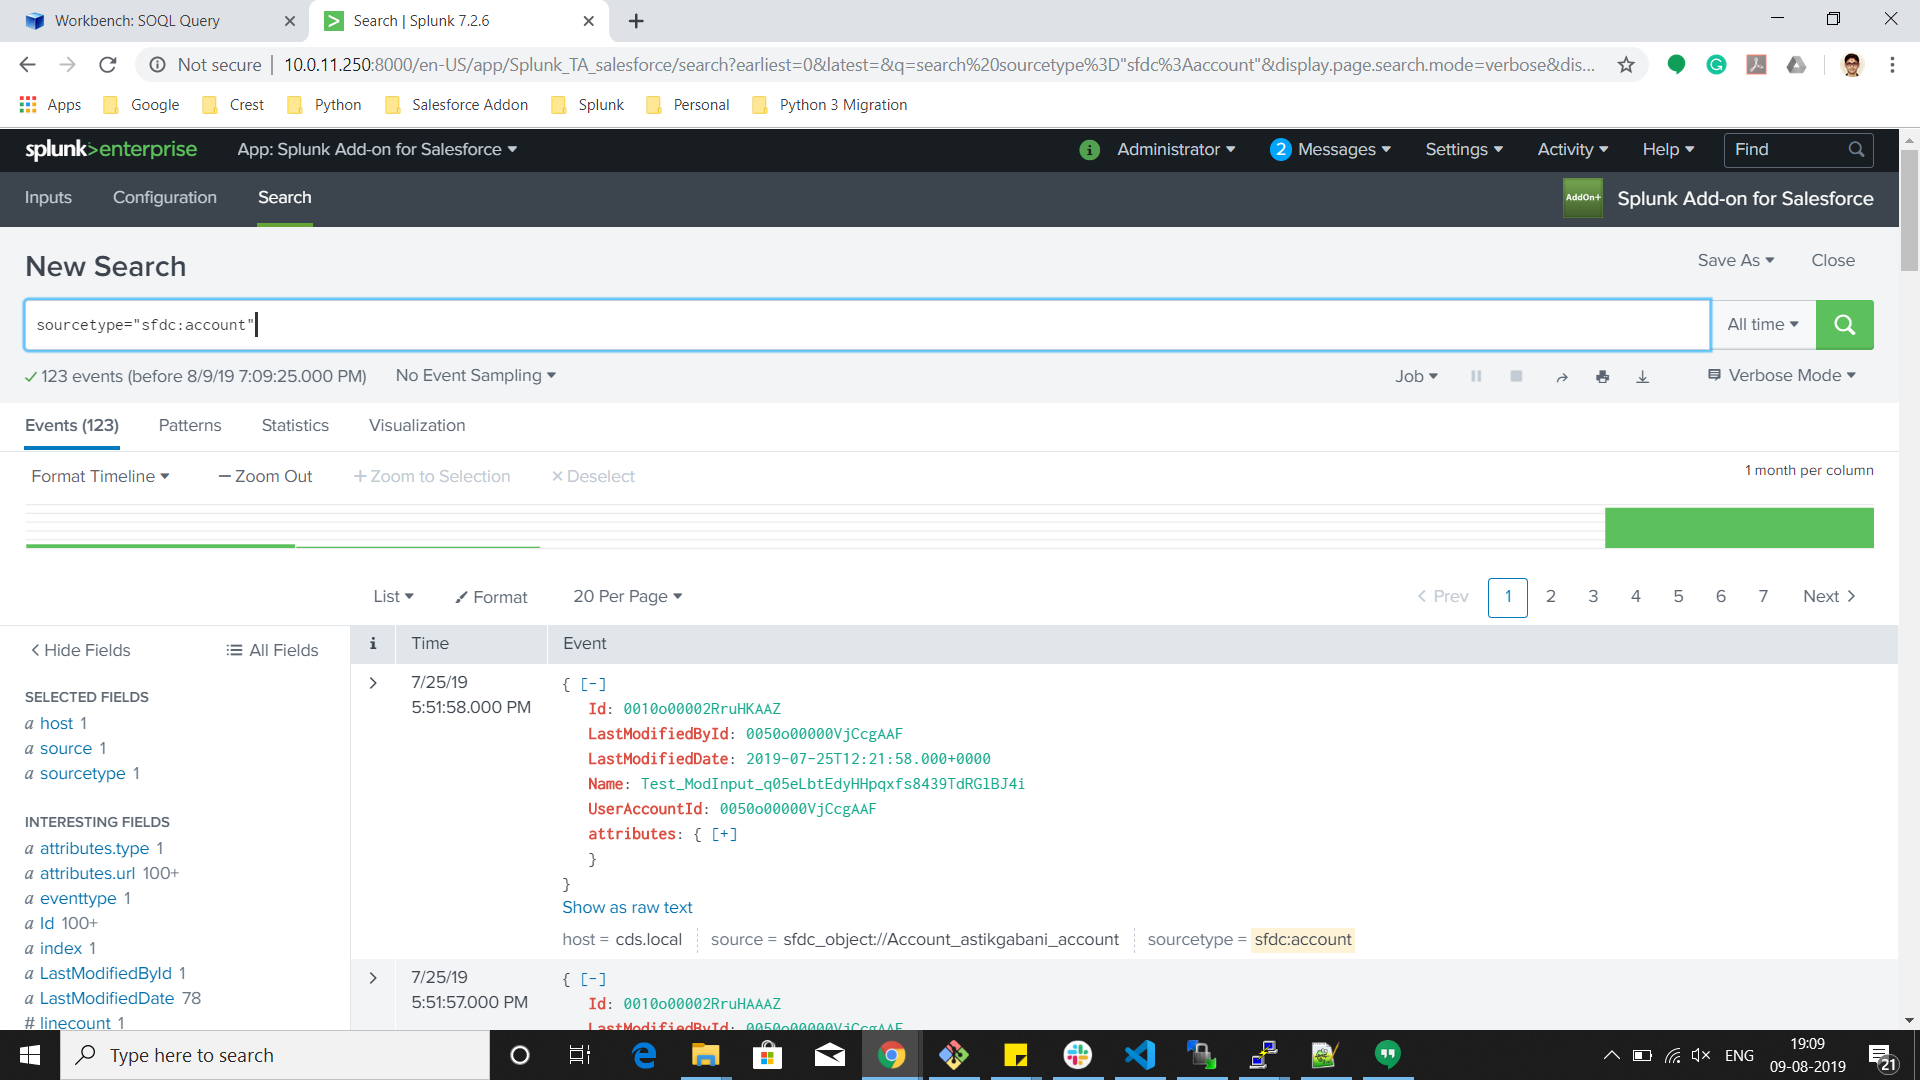 Workbench: SOQL Query
Search | Splunk 7.2.6
Not secure | 10.0.11.250:8000/en-US/app/Splunk_TA_salesforce/search?earliest=0&latest=&q=search%20sourcetype%3D"sfdc%3Aaccount"&display.page.search.mode=verbose&dis...
Apps Google Crest Python Salesforce Addon Splunk Personal Python 3 Migration
splunk>enterprise App: Splunk Add-on for Salesforce i Administrator 2 Messages Settings Activity Help Find
Inputs Configuration Search AddOn+ Splunk Add-on for Salesforce
New Search Save As Close
sourcetype="sfdc:account" All time
123 events (before 8/9/19 7:09:25.000 PM) No Event Sampling Job Verbose Mode
Events (123) Patterns Statistics Visualization
Format Timeline — Zoom Out + Zoom to Selection × Deselect 1 month per column
List Format 20 Per Page < Prev 1 2 3 4 5 6 7 Next >
< Hide Fields All Fields
SELECTED FIELDS
a host 1
a source 1
a sourcetype 1
INTERESTING FIELDS
a attributes.type 1
a attributes.url 100+
a eventtype 1
a Id 100+
a index 1
a LastModifiedById 1
a LastModifiedDate 78
# linecount 1
i Time Event
> 7/25/19
5:51:58.000 PM
{ [-]
Id: 0010o00002RruHKAAZ
LastModifiedById: 0050o00000VjCcgAAF
LastModifiedDate: 2019-07-25T12:21:58.000+0000
Name: Test_ModInput_q05eLbtEdyHHpqxfs8439TdRGlBJ4i
UserAccountId: 0050o00000VjCcgAAF
attributes: { [+]
}
}
Show as raw text
host = cds.local source = sfdc_object://Account_astikgabani_account sourcetype = sfdc:account
> 7/25/19
5:51:57.000 PM
{ [-]
Id: 0010o00002RruHAAAZ
LastModifiedById: 0050o00000VjCcgAAF
Type here to search
ENG
19:09
09-08-2019
21